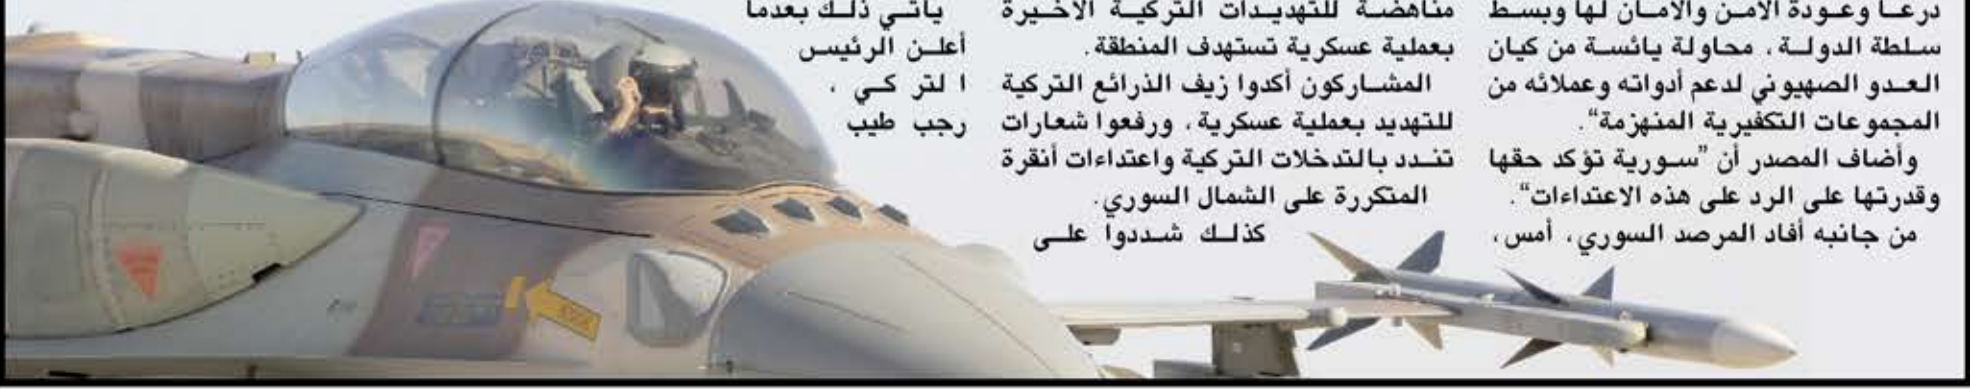 درعا وعودة الأمن والأمان لها وبسط
سلطة الدولة، محاولة يائسة من كيان
العدو الصهيوني لدعم أدواته وعملائه من
المجموعات التكفيرية المنهزمة“.
وأضاف المصدر أن ”سورية تؤكد حقها
وقدرتها على الرد على هذه الاعتداءات“.
من جانبه أفاد المرصد السوري، أمس،
مناهضة للتهديدات التركية الأخيرة
بعملية عسكرية تستهدف المنطقة.
المشاركون أكدوا زيف الذرائع التركية
للتهديد بعملية عسكرية، ورفعوا شعارات
تندد بالتدخلات التركية واعتداءات أنقرة
المتكررة على الشمال السوري.
كذلك شددوا على
يأتي ذلك بعدما
أعلن الرئيس
التركي ،
رجب طيب